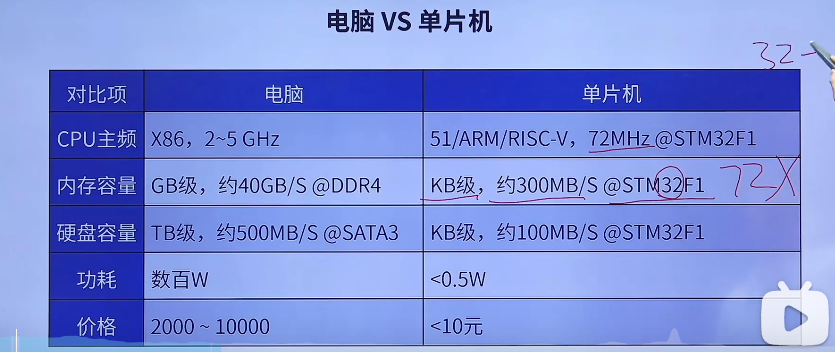 电脑 VS 单片机
32
对比项 电脑 单片机
CPU主频 X86，2~5 GHz 51/ARM/RISC-V，72MHz @STM32F1
内存容量 GB级，约40GB/S @DDR4 KB级，约300MB/S @STM32F1 72X
硬盘容量 TB级，约500MB/S @SATA3 KB级，约100MB/S @STM32F1
功耗 数百W <0.5W
价格 2000 ~ 10000 <10元